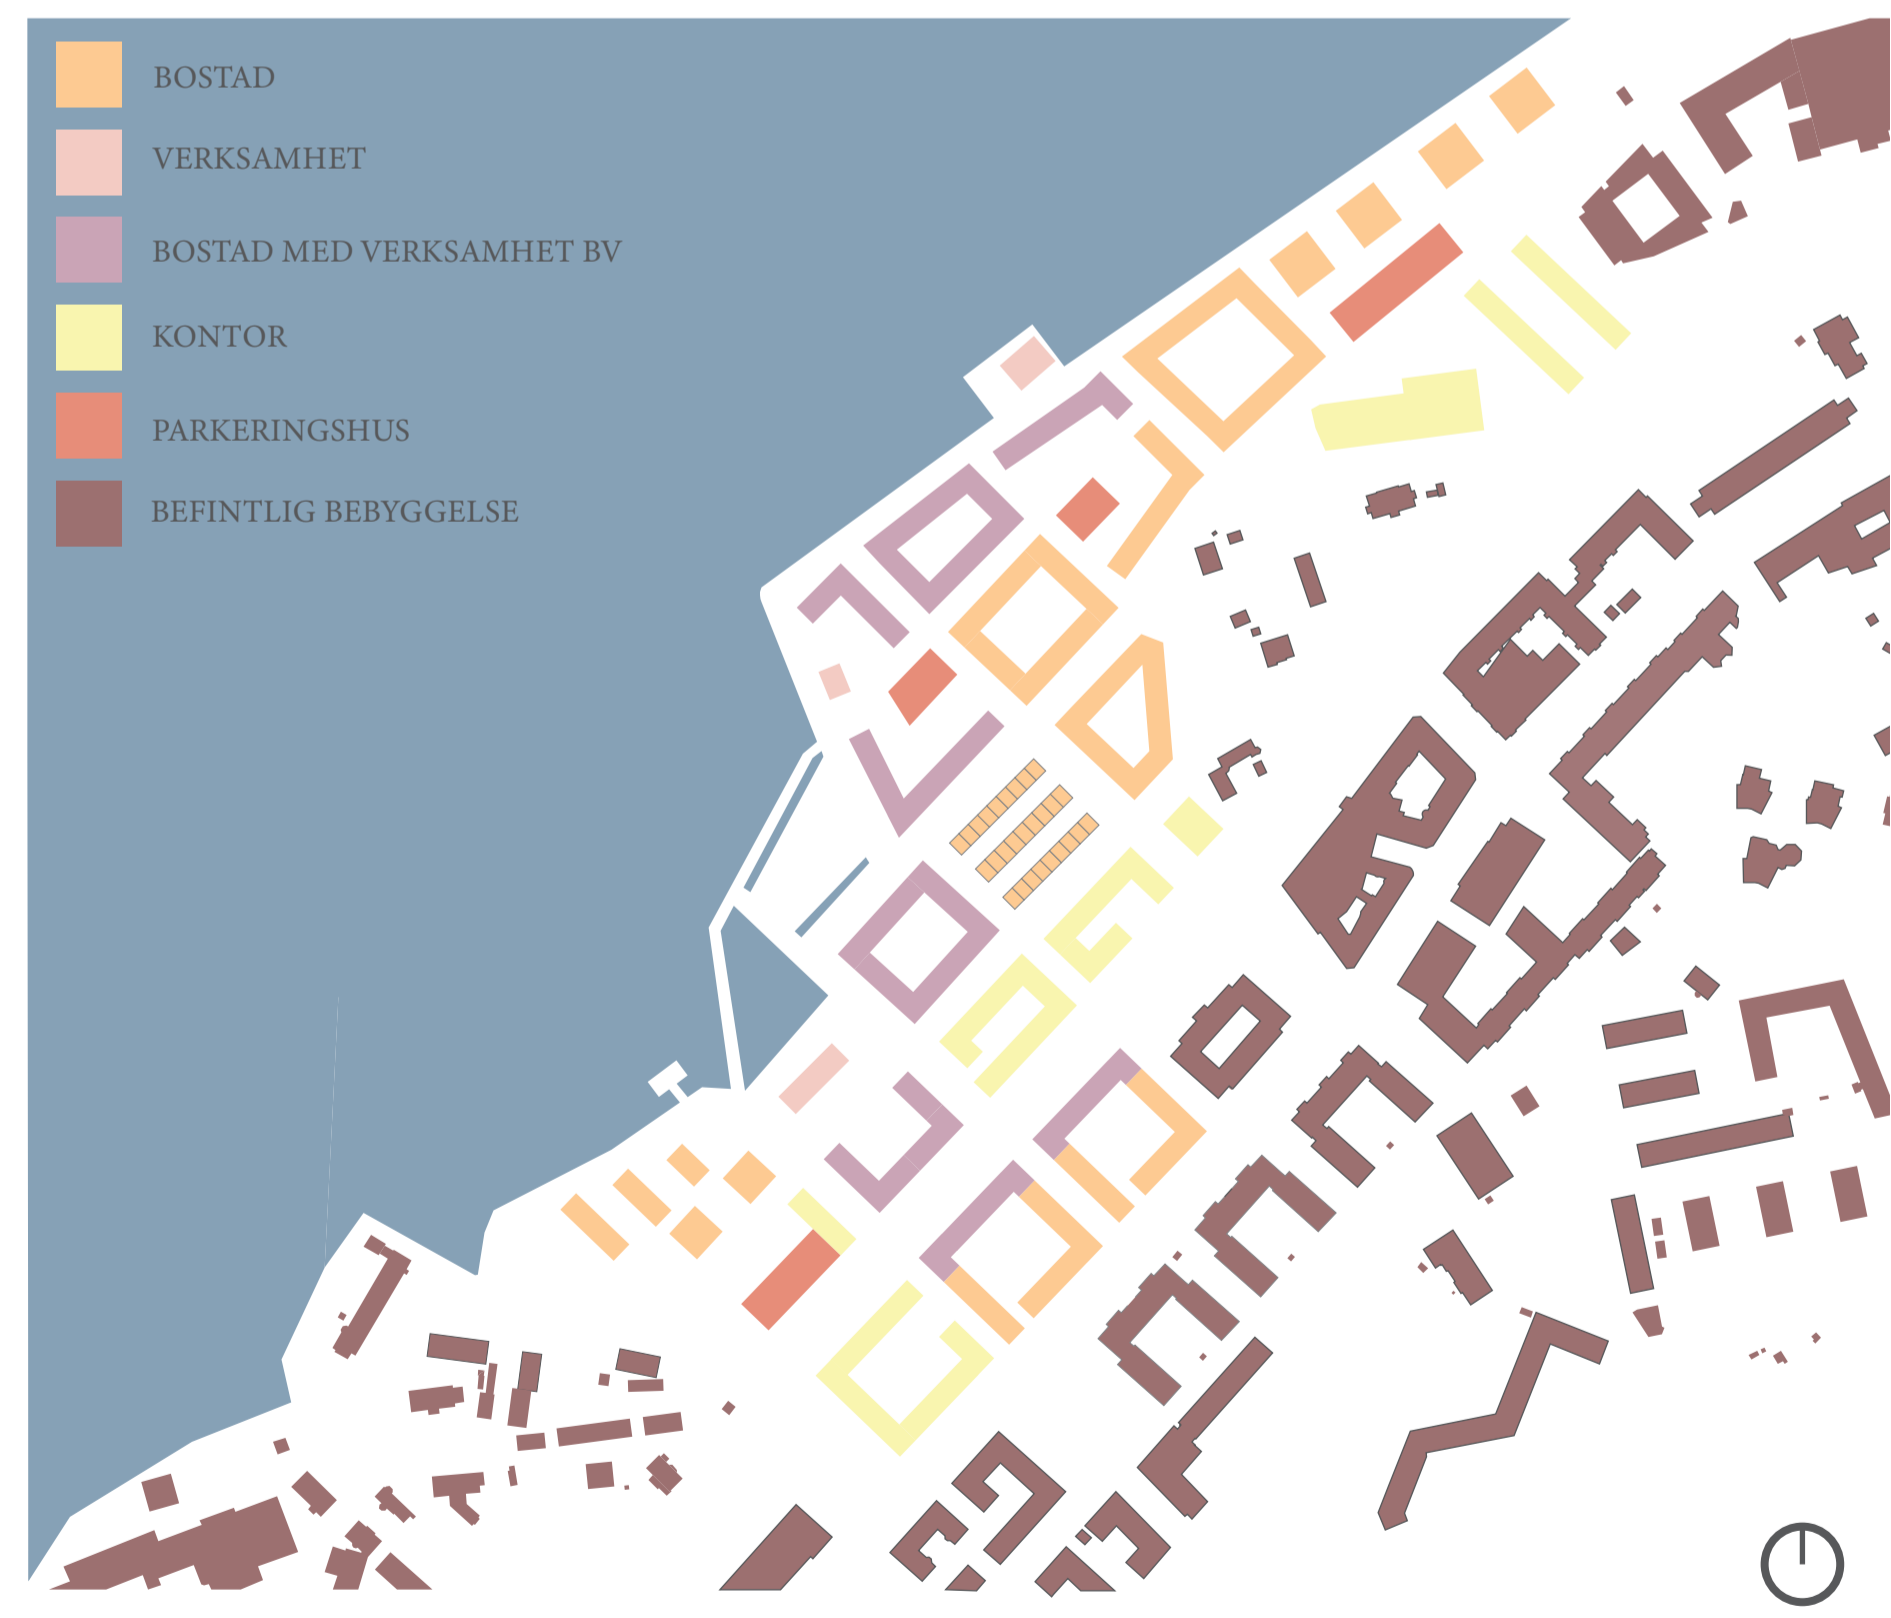 BOSTAD
VERKSAMHET
BOSTAD MED VERKSAMHET BV
KONTOR
PARKERINGSHUS
BEFINTLIG BEBYGGELSE